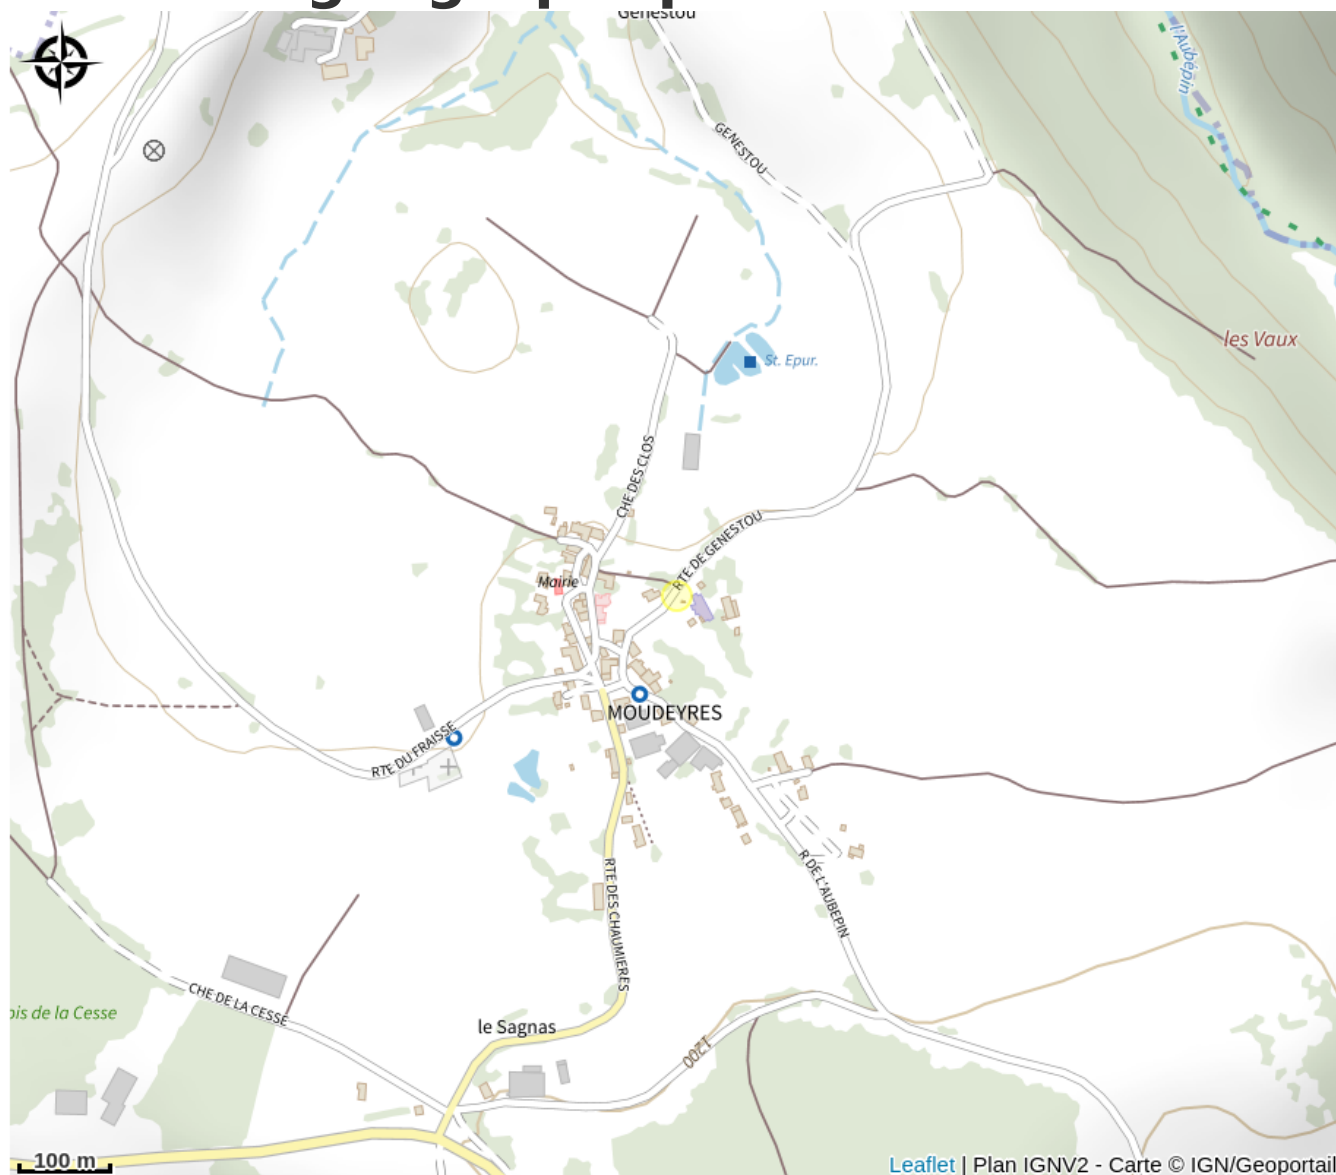 Genestou
l'Aubépin
GENESTOU
les Vaux
St. Epur.
CHE DES CLOS
RTE DE GENESTOU
Mairie
MOUDEYRES
RTE DU FRAISSE
RTE DES CHAUMIERES
R DE L'AUBEPIN
CHE DE LA CESSE
ois de la Cesse
le Sagnas
1200
100 m
Leaflet | Plan IGNV2 - Carte © IGN/Geoportail